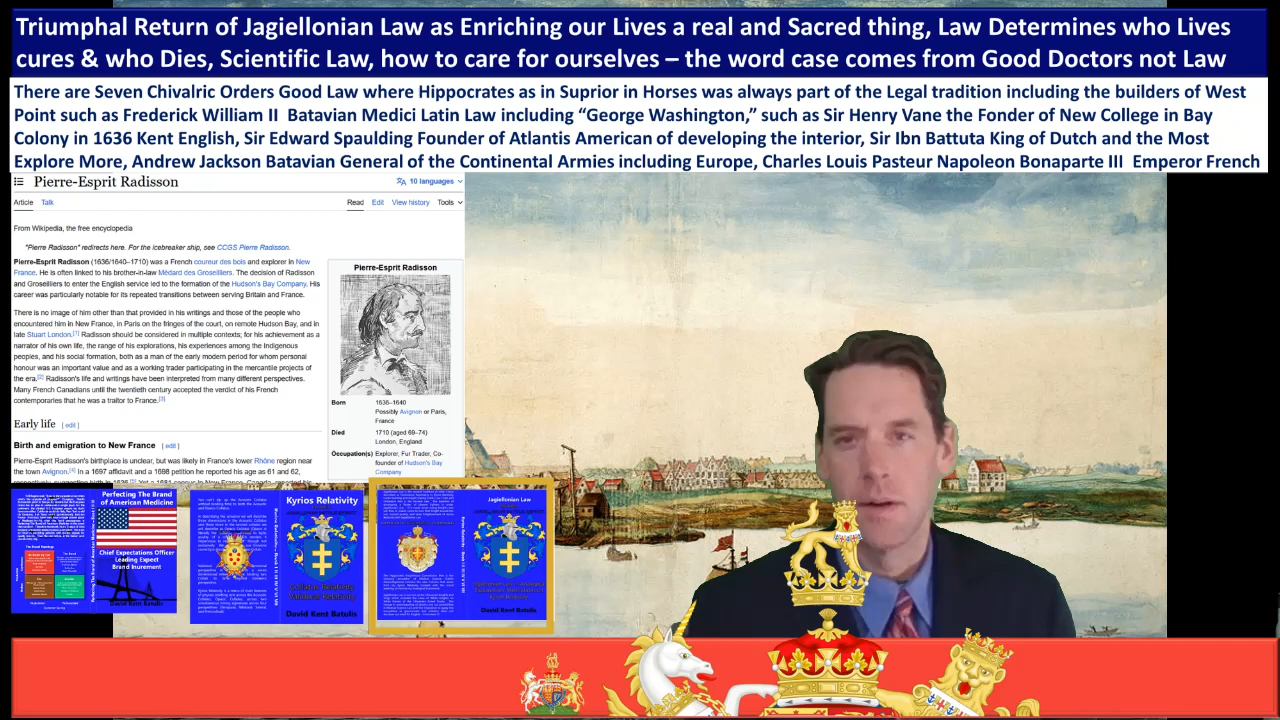 Triumphal Return of Jagiellonian Law as Enriching our Lives a real and Sacred thing, Law Determines who Lives
cures & who Dies, Scientific Law, how to care for ourselves – the word case comes from Good Doctors not Law
There are Seven Chivalric Orders Good Law where Hippocrates as in Suprior in Horses was always part of the Legal tradition including the builders of West
Point such as Frederick William II Batavian Medici Latin Law including “George Washington,” such as Sir Henry Vane the Fonder of New College in Bay
Colony in 1636 Kent English, Sir Edward Spaulding Founder of Atlantis American of developing the interior, Sir Ibn Battuta King of Dutch and the Most
Explore More, Andrew Jackson Batavian General of the Continental Armies including Europe, Charles Louis Pasteur Napoleon Bonaparte III Emperor French
Pierre-Esprit Radisson
10 languages
Article Talk Read Edit View history Tools
From Wikipedia, the free encyclopedia
"Pierre Radisson" redirects here. For the icebreaker ship, see CCGS Pierre Radisson.
Pierre-Esprit Radisson (1636/1640–1710) was a French coureur des bois and explorer in New
France. He is often linked to his brother-in-law Médard des Groseilliers. The decision of Radisson
and Groseilliers to enter the English service led to the formation of the Hudson's Bay Company. His
career was particularly notable for its repeated transitions between serving Britain and France.
There is no image of him other than that provided in his writings and those of the people who
encountered him in New France, in Paris on the fringes of the court, on remote Hudson Bay, and in
late Stuart London.[1] Radisson should be considered in multiple contexts; for his achievement as a
narrator of his own life, the range of his explorations, his experiences among the Indigenous
peoples, and his social formation, both as a man of the early modern period for whom personal
honour was an important value and as a working trader participating in the mercantile projects of
the era.[2] Radisson's life and writings have been interpreted from many different perspectives.
Many French Canadians until the twentieth century accepted the verdict of his French
contemporaries that he was a traitor to France.[3]
Early life [ edit ]
Birth and emigration to New France [ edit ]
Pierre-Esprit Radisson's birthplace is unclear, but was likely in France's lower Rhône region near
the town Avignon.[4] In a 1697 affidavit and a 1698 petition he reported his age as 61 and 62,
Pierre-Esprit Radisson
Born 1636–1640
Possibly Avignon or Paris,
France
Died 1710 (aged 69–74)
London, England
Occupation(s) Explorer, Fur Trader, Co-
founder of Hudson's Bay
Company
Perfecting The Brand
of American Medicine
Chief Expectations Officer
Leading Expect
Brand Inurement
David Kent Batulis
Kyrios Relativity
David Kent Batulis
Jagiellonian Law
David Kent Batulis